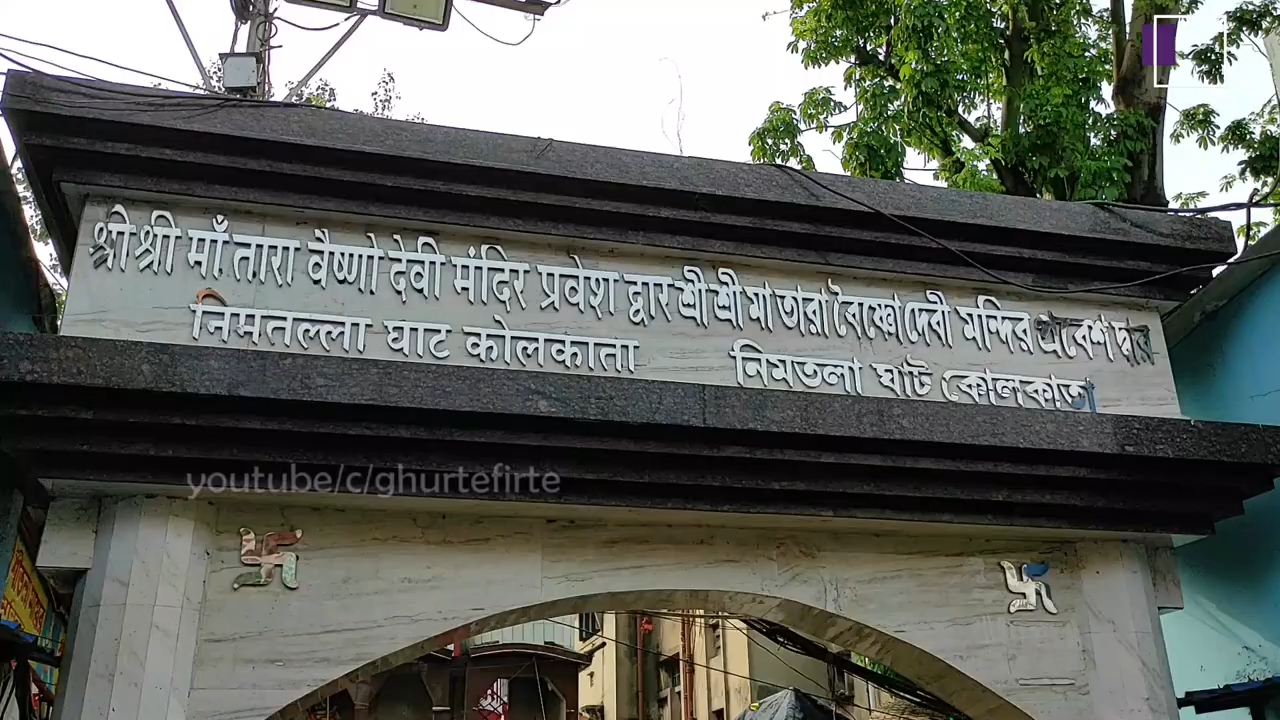 श्री श्री माँ तारा वैष्णो देवी मंदिर प्रवेश द्वार শ্রী শ্রী মা তারা বৈষ্ণোদেবী মন্দির প্রবেশ দ্বার
निमतल्ला घाट कोलकाता নিমতলা ঘাট কোলকাতা
youtube/c/ghurtefirte